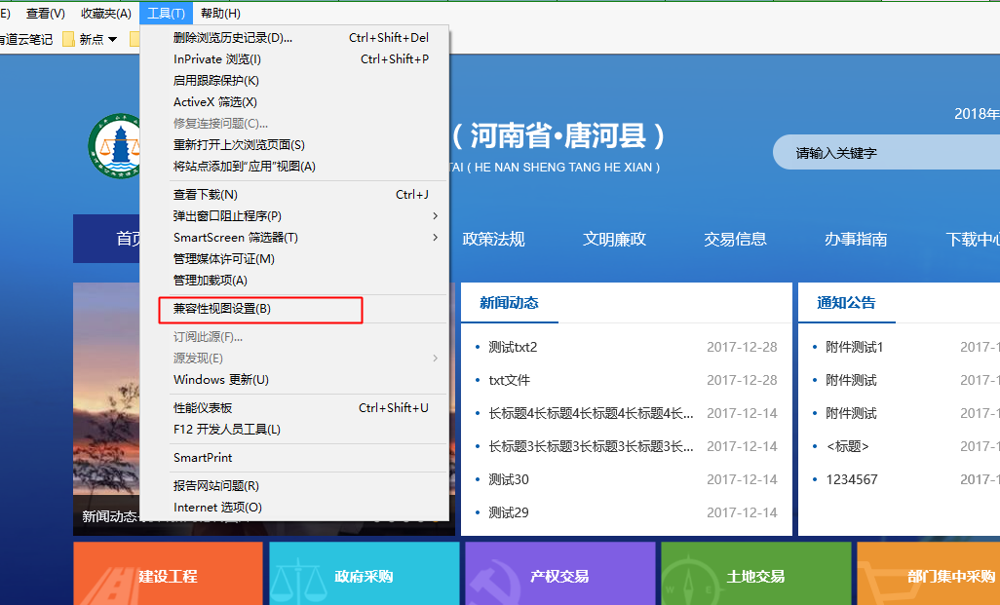 E) 查看(V) 收藏夹(A) 工具(T) 帮助(H)
有道云笔记 新点
删除浏览历史记录(D)... Ctrl+Shift+Del
InPrivate 浏览(I) Ctrl+Shift+P
启用跟踪保护(K)
ActiveX 筛选(X)
修复连接问题(C)...
重新打开上次浏览页面(S)
将站点添加到“应用”视图(A)
查看下载(N) Ctrl+J
弹出窗口阻止程序(P)
SmartScreen 筛选器(T)
管理媒体许可证(M)
管理加载项(A)
兼容性视图设置(B)
订阅此源(F)...
源发现(E)
Windows 更新(U)
性能仪表板 Ctrl+Shift+U
F12 开发人员工具(L)
SmartPrint
报告网站问题(R)
Internet 选项(O)
2018年
（河南省·唐河县）
TAI ( HE NAN SHENG TANG HE XIAN )
请输入关键字
首页 政策法规 文明廉政 交易信息 办事指南 下载中心
新闻动态
测试txt2 2017-12-28
txt文件 2017-12-28
长标题4长标题4长标题4长标题4长... 2017-12-14
长标题3长标题3长标题3长标题3长... 2017-12-14
测试30 2017-12-14
测试29 2017-12-14
通知公告
附件测试1 2017-1
附件测试 2017-1
附件测试 2017-1
<标题> 2017-1
1234567 2017-1
新闻动态
建设工程 政府采购 产权交易 土地交易 部门集中采购